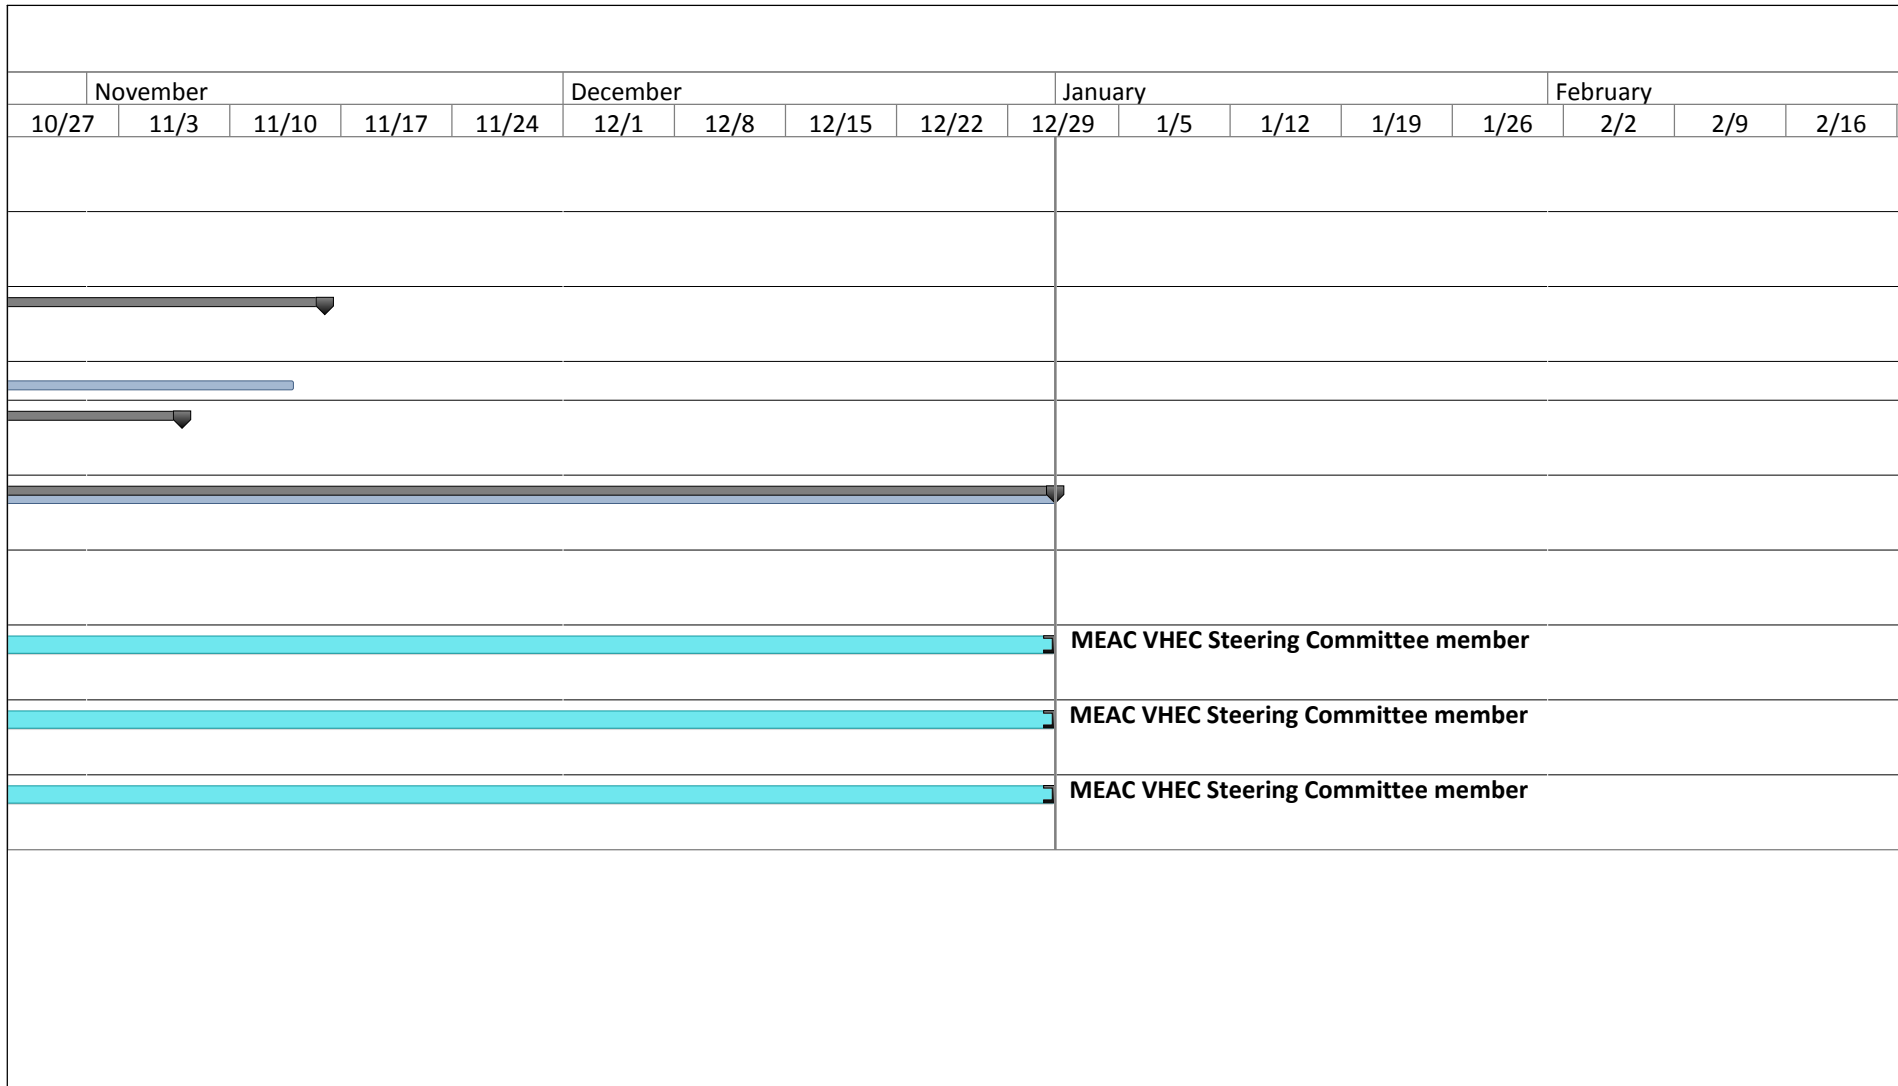 November December January February
10/27 11/3 11/10 11/17 11/24 12/1 12/8 12/15 12/22 12/29 1/5 1/12 1/19 1/26 2/2 2/9 2/16
MEAC VHEC Steering Committee member
MEAC VHEC Steering Committee member
MEAC VHEC Steering Committee member